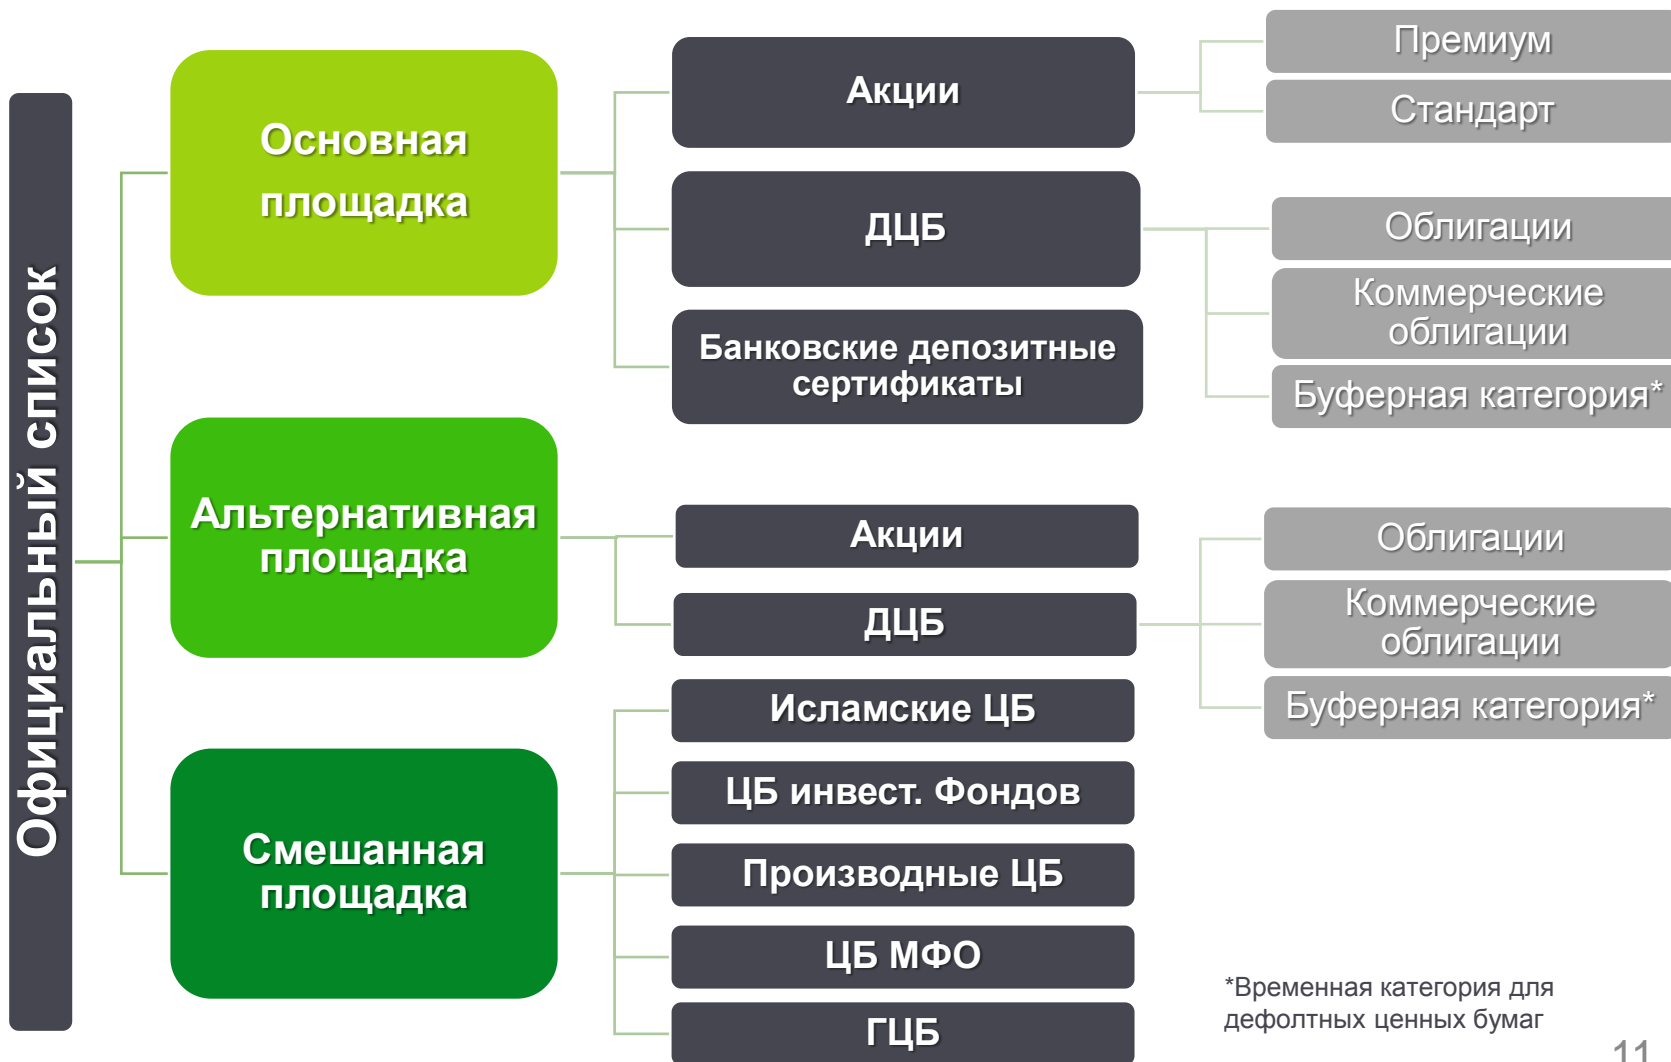 Официальный список
Основная
площадка
Акции
Премиум
Стандарт
ДЦБ
Облигации
Коммерческие
облигации
Буферная категория*
Банковские депозитные
сертификаты
Альтернативная
площадка
Акции
ДЦБ
Облигации
Коммерческие
облигации
Буферная категория*
Смешанная
площадка
Исламские ЦБ
ЦБ инвест. Фондов
Производные ЦБ
ЦБ МФО
ГЦБ
*Временная категория для
дефолтных ценных бумаг
11